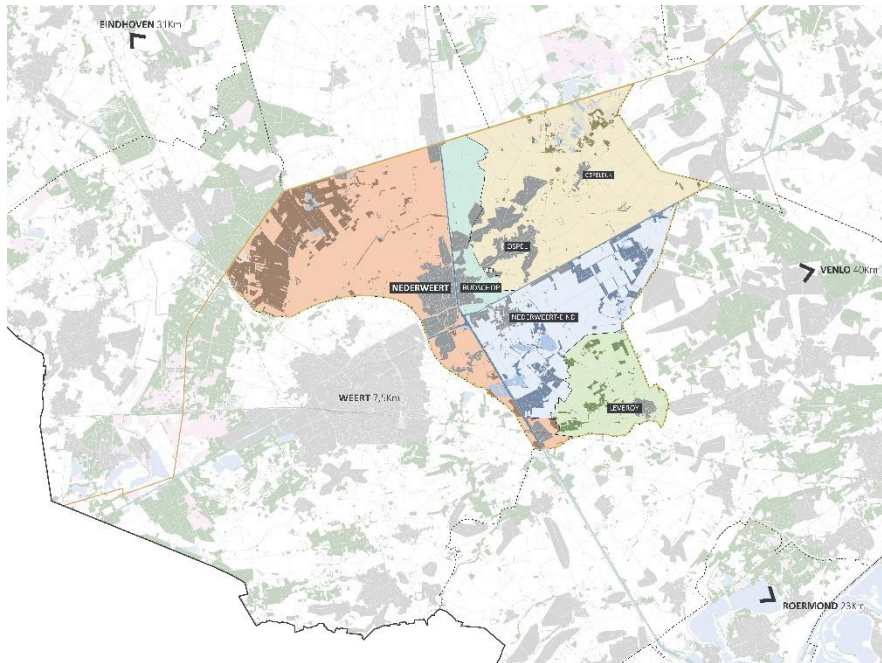 EINDHOVEN 31Km
OSPELDIJK
OSPEL
VENLO 40Km
NEDERWEERT
BUDSCHOP
NEDERWEERT-EIND
WEERT 7,5Km
LEVEROY
ROERMOND 23Km